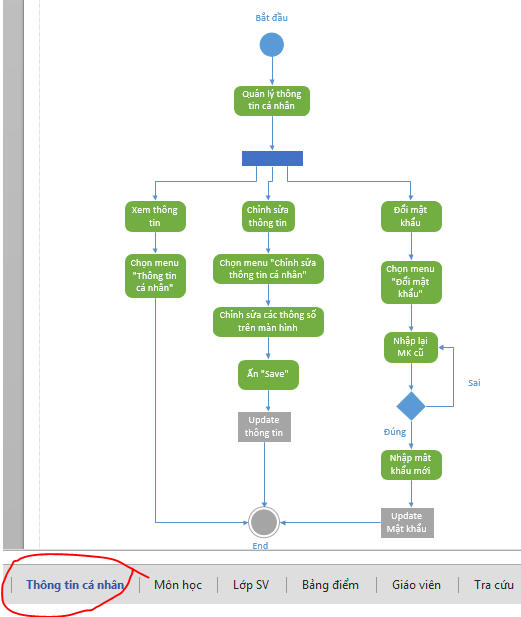 Bắt đầu
Quản lý thông
tin cá nhân
Xem thông
tin
Chọn menu
"Thông tin
cá nhân"
Chỉnh sửa
thông tin
Chọn menu "Chỉnh sửa
thông tin cá nhân"
Chỉnh sửa các thông số
trên màn hình
Ấn "Save"
Update
thông tin
Đổi mật
khẩu
Chọn menu
"Đổi mật
khẩu"
Nhập lại
MK cũ
Sai
Đúng
Nhập mât
khẩu mới
Update
Mật khẩu
End
Thông tin cá nhân
Môn học
Lớp SV
Bảng điểm
Giáo viên
Tra cứu